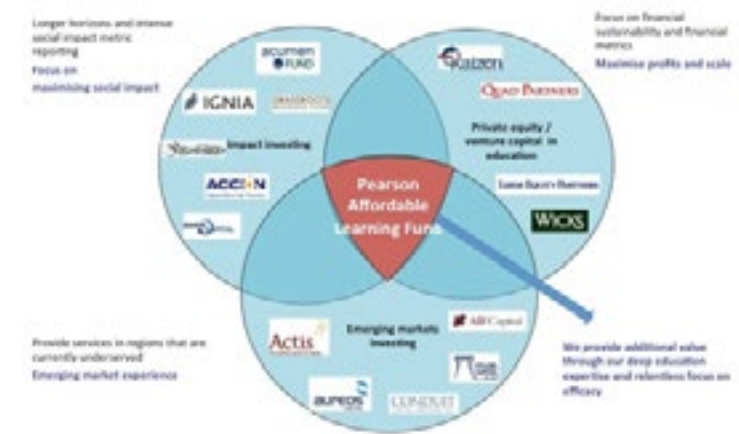 Longer horizons and intense
social impact metric
reporting
Focus on
maximising social impact
Focus on financial
sustainability and financial
metrics
Maximise profits and scale
acumen
FUND
IGNIA
GRASSROOTS
Impact investing
ACCION
Kaizen
QUAD PARTNERS
Private equity /
venture capital in
education
EQUITY PARTNERS
WICKS
Pearson
Affordable
Learning Fund
Emerging markets
investing
Actis
Capital
aureos
CONDUIT
Provide services in regions that are
currently underserved
Emerging market experience
We provide additional value
through our deep education
expertise and relentless focus on
efficacy